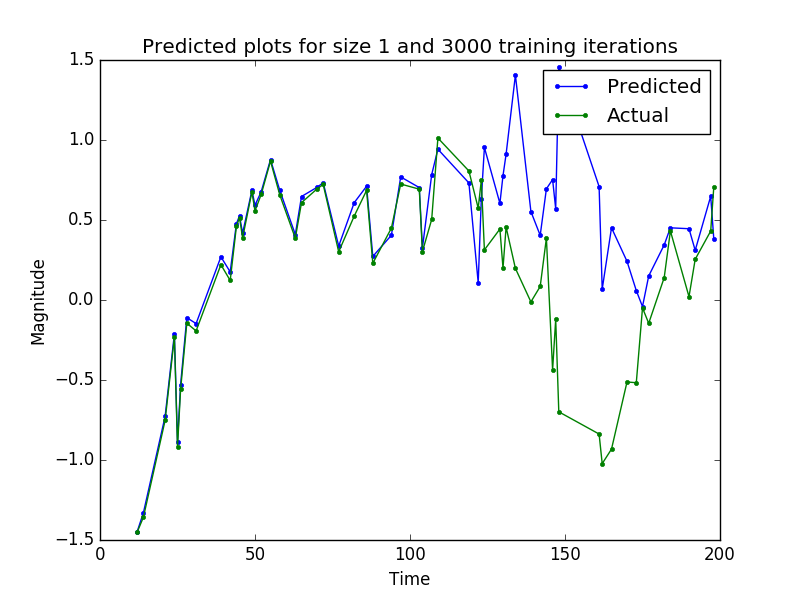 Predicted plots for size 1 and 3000 training iterations
1.5
1.0
0.5
0.0
−0.5
−1.0
−1.5
Magnitude
Predicted
Actual
0 50 100 150 200
Time